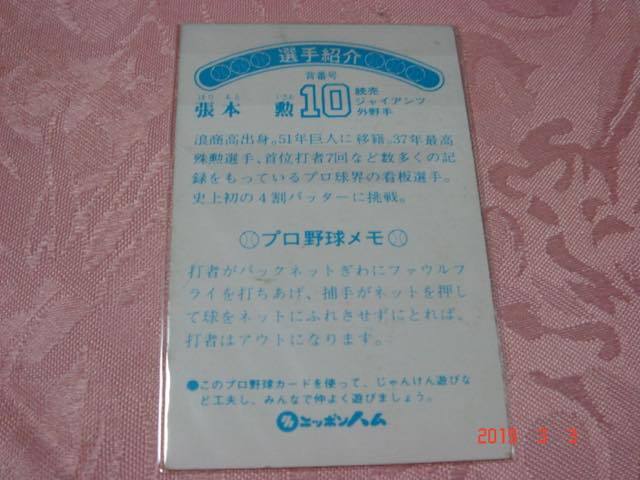 選手紹介
背番号
はりもと いさお
張本 勲 10 読売
ジャイアンツ
外野手
浪商高出身。51年巨人に移籍。37年最高
殊勲選手、首位打者7回など数多くの記
録をもっているプロ球界の看板選手。
史上初の4割バッターに挑戦。
プロ野球メモ
打者がバックネットぎわにファウルフ
ライを打ちあげ、捕手がネットを押し
て球をネットにふれさせずにとれば、
打者はアウトになります。
●このプロ野球カードを使って、じゃんけん遊びな
ど工夫し、みんなで仲よく遊びましょう。
ニッポンハム
2019 3 3